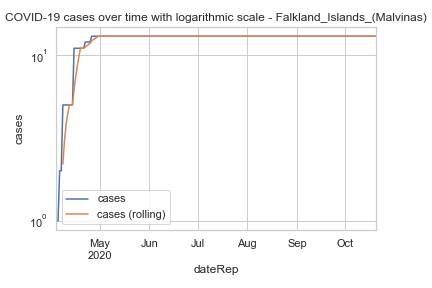 COVID-19 cases over time with logarithmic scale - Falkland_Islands_(Malvinas)
10¹
cases
10⁰
cases
cases (rolling)
May
2020
Jun
Jul
Aug
Sep
Oct
dateRep